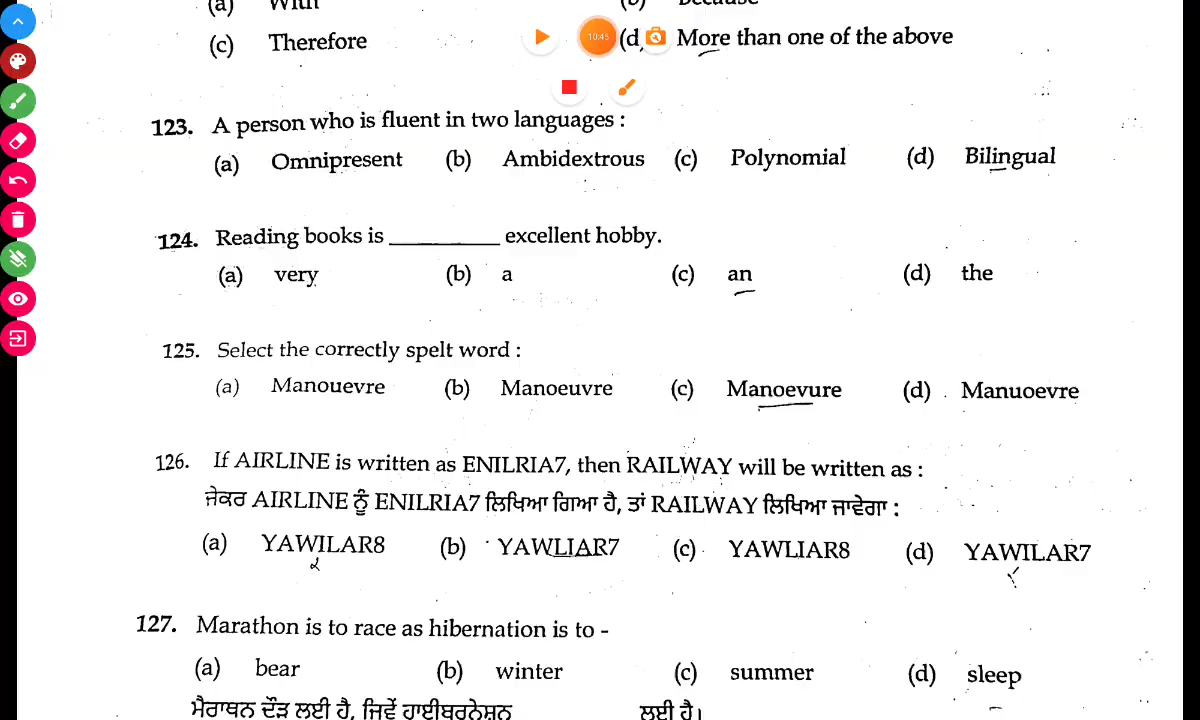 (a) With (b) Because
(c) Therefore (d) More than one of the above
10:45
123. A person who is fluent in two languages :
(a) Omnipresent (b) Ambidextrous (c) Polynomial (d) Bilingual
124. Reading books is __________ excellent hobby.
(a) very (b) a (c) an (d) the
125. Select the correctly spelt word :
(a) Manouevre (b) Manoeuvre (c) Manoevure (d) Manuoevre
126. If AIRLINE is written as ENILRIA7, then RAILWAY will be written as :
ਜੇਕਰ AIRLINE ਨੂੰ ENILRIA7 ਲਿਖਿਆ ਗਿਆ ਹੈ, ਤਾਂ RAILWAY ਲਿਖਿਆ ਜਾਵੇਗਾ :
(a) YAWILAR8 (b) YAWLIAR7 (c) YAWLIAR8 (d) YAWILAR7
127. Marathon is to race as hibernation is to -
(a) bear (b) winter (c) summer (d) sleep
ਮੈਰਾਥਨ ਦੌੜ ਲਈ ਹੈ, ਜਿਵੇਂ ਹਾਈਬਰਨੇਸ਼ਨ ਲਈ ਹੈ।